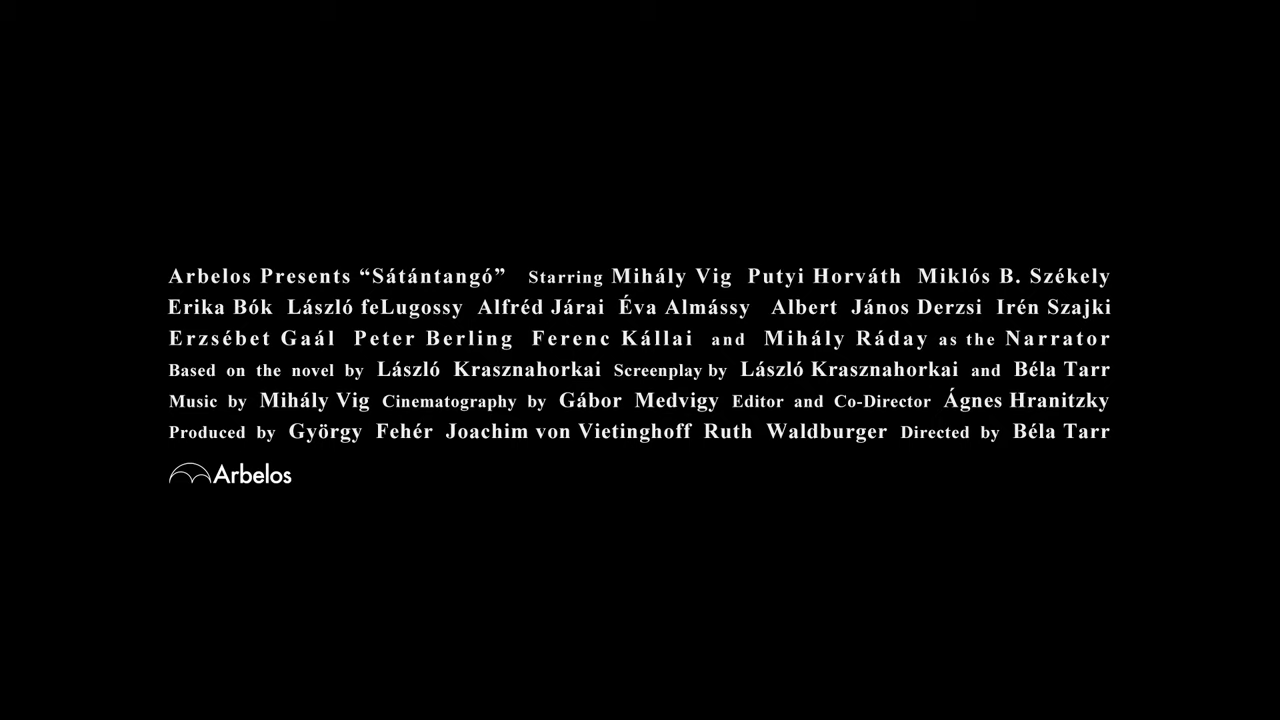 Arbelos Presents “Sátántangó” Starring Mihály Vig Putyi Horváth Miklós B. Székely
Erika Bók László feLugossy Alfréd Járai Éva Almássy Albert János Derzsi Irén Szajki
Erzsébet Gaál Peter Berling Ferenc Kállai and Mihály Ráday as the Narrator
Based on the novel by László Krasznahorkai Screenplay by László Krasznahorkai and Béla Tarr
Music by Mihály Vig Cinematography by Gábor Medvigy Editor and Co-Director Ágnes Hranitzky
Produced by György Fehér Joachim von Vietinghoff Ruth Waldburger Directed by Béla Tarr
Arbelos